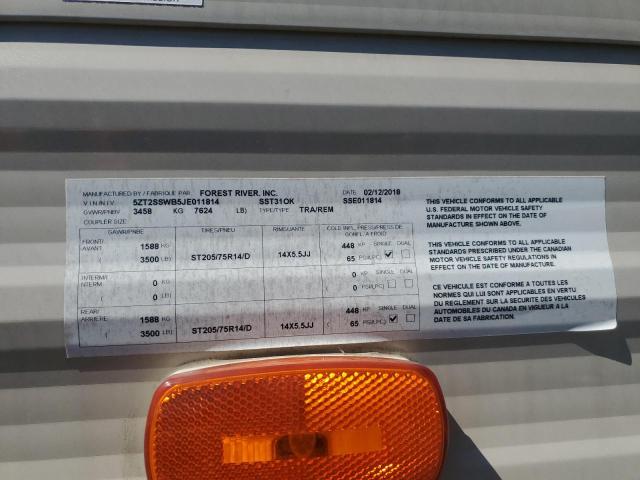 MANUFACTURED BY / FABRIQUE PAR: FOREST RIVER, INC. DATE: 02/12/2018
V.I.N/N.I.V. 5ZT2SSWB5JE011814 SST31OK SSE011814
GVWR/PNBV 3458 KG 7624 LB) TYPE/TYPE: TRA/REM
COUPLER SIZE:
GAWR/PNBE TIRES/PNEU RIMS/JANTE COLD INFL. PRESS/PRESS DE GONFL. A FROID
FRONT/ AVANT 1588 KG ST205/75R14/D 14X5.5JJ 448 KP SINGLE DUAL
( 3500 LB) 65 PSI(LPC)
INTERM/ INTERM 0 KG 0 KP SINGLE DUAL
( 0 LB) 0 PSI(LPC)
REAR/ ARRIERE 1588 KG ST205/75R14/D 14X5.5JJ 448 KP SINGLE DUAL
( 3500 LB) 65 PSI(LPC)
THIS VEHICLE CONFORMS TO ALL APPLICABLE
U.S. FEDERAL MOTOR VEHICLE SAFETY
STANDARDS IN EFFECT ON THE DATE OF
MANUFACTURE SHOWN ABOVE.
THIS VEHICLE CONFORMS TO ALL APPLICABLE
STANDARDS PRESCRIBED UNDER THE CANADIAN
MOTOR VEHICLE SAFETY REGULATIONS IN
EFFECT ON THE DATE OF MANUFACTURE.
CE VEHICULE EST CONFORME A TOUTES LES
NORMES QUI LUI SONT APPLICABLES EN VERTU
DU REGLEMENT SUR LA SECURITE DES VEHICULES
AUTOMOBILES DU CANADA EN VIGUEUR A LA
DATE DE SA FABRICATION.